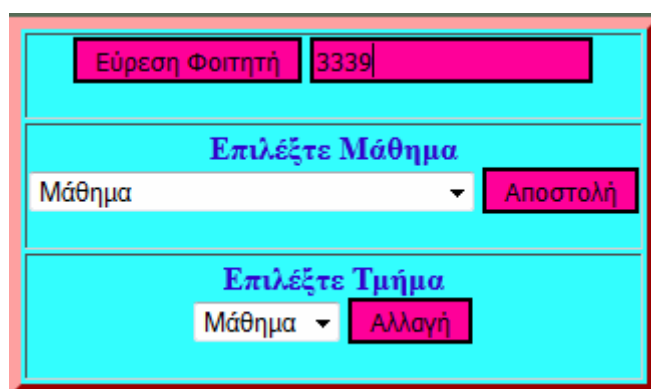 Εύρεση Φοιτητή 3339
Επιλέξτε Μάθημα
Μάθημα Αποστολή
Επιλέξτε Τμήμα
Μάθημα Αλλαγή